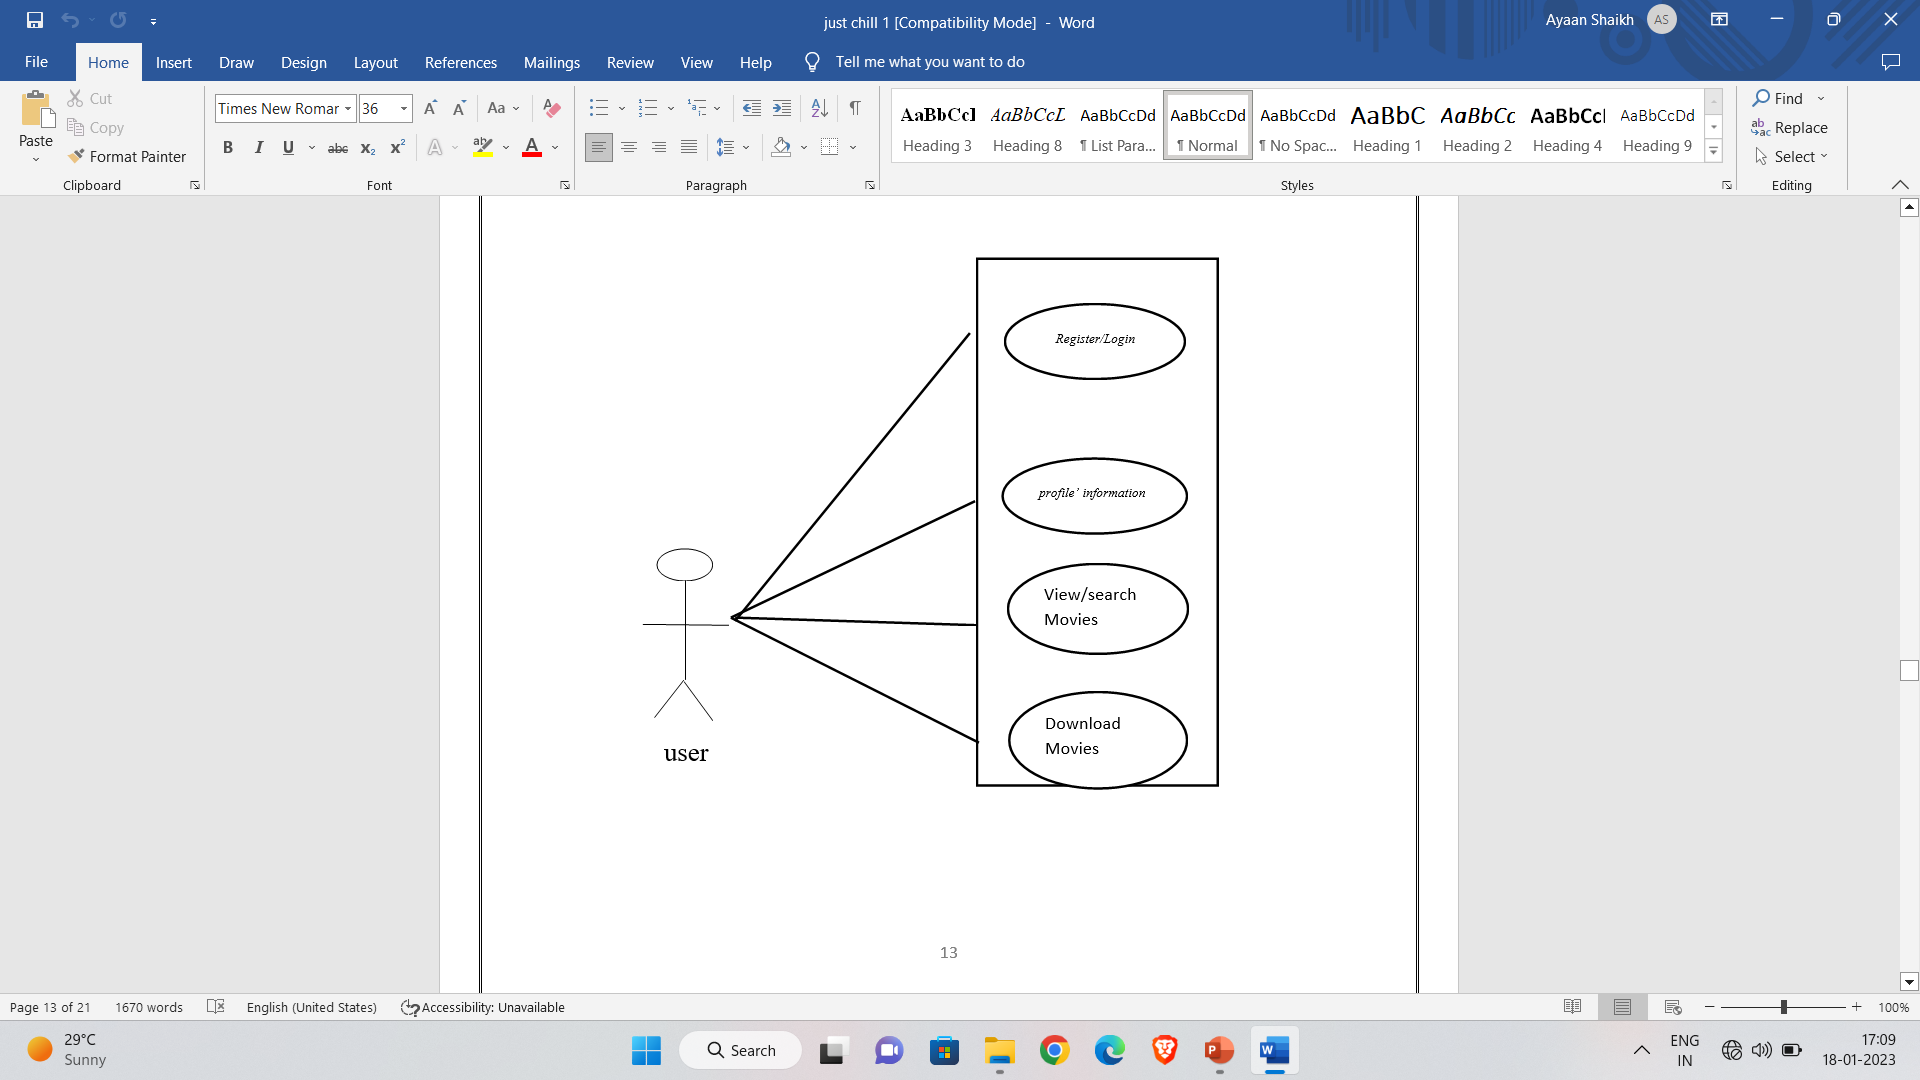 just chill 1 [Compatibility Mode] - Word
Ayaan Shaikh
AS
File Home Insert Draw Design Layout References Mailings Review View Help Tell me what you want to do
Paste
Cut
Copy
Format Painter
Clipboard
Times New Romar 36
Font
Paragraph
AaBbCcI AaBbCcL AaBbCcDd AaBbCcDd AaBbCcDd AaBbC AaBbCc AaBbCcI AaBbCcDd
Heading 3 Heading 8 ¶ List Para... ¶ Normal ¶ No Spac... Heading 1 Heading 2 Heading 4 Heading 9
Styles
Find
Replace
Select
Editing
Register/Login
profile’ information
View/search
Movies
Download
Movies
user
13
Page 13 of 21 1670 words English (United States) Accessibility: Unavailable
100%
29°C
Sunny
Search
ENG
IN
17:09
18-01-2023